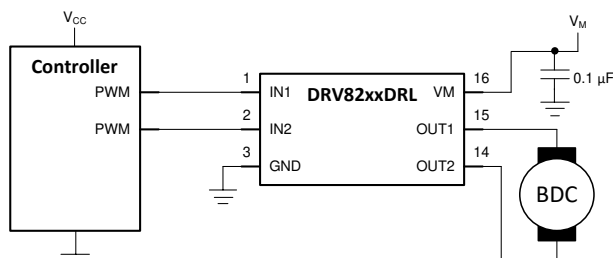 VCC
VM
Controller
PWM
PWM
1
2
3
DRV82xxDRL
IN1
IN2
GND
VM
OUT1
OUT2
16
15
14
0.1 µF
BDC